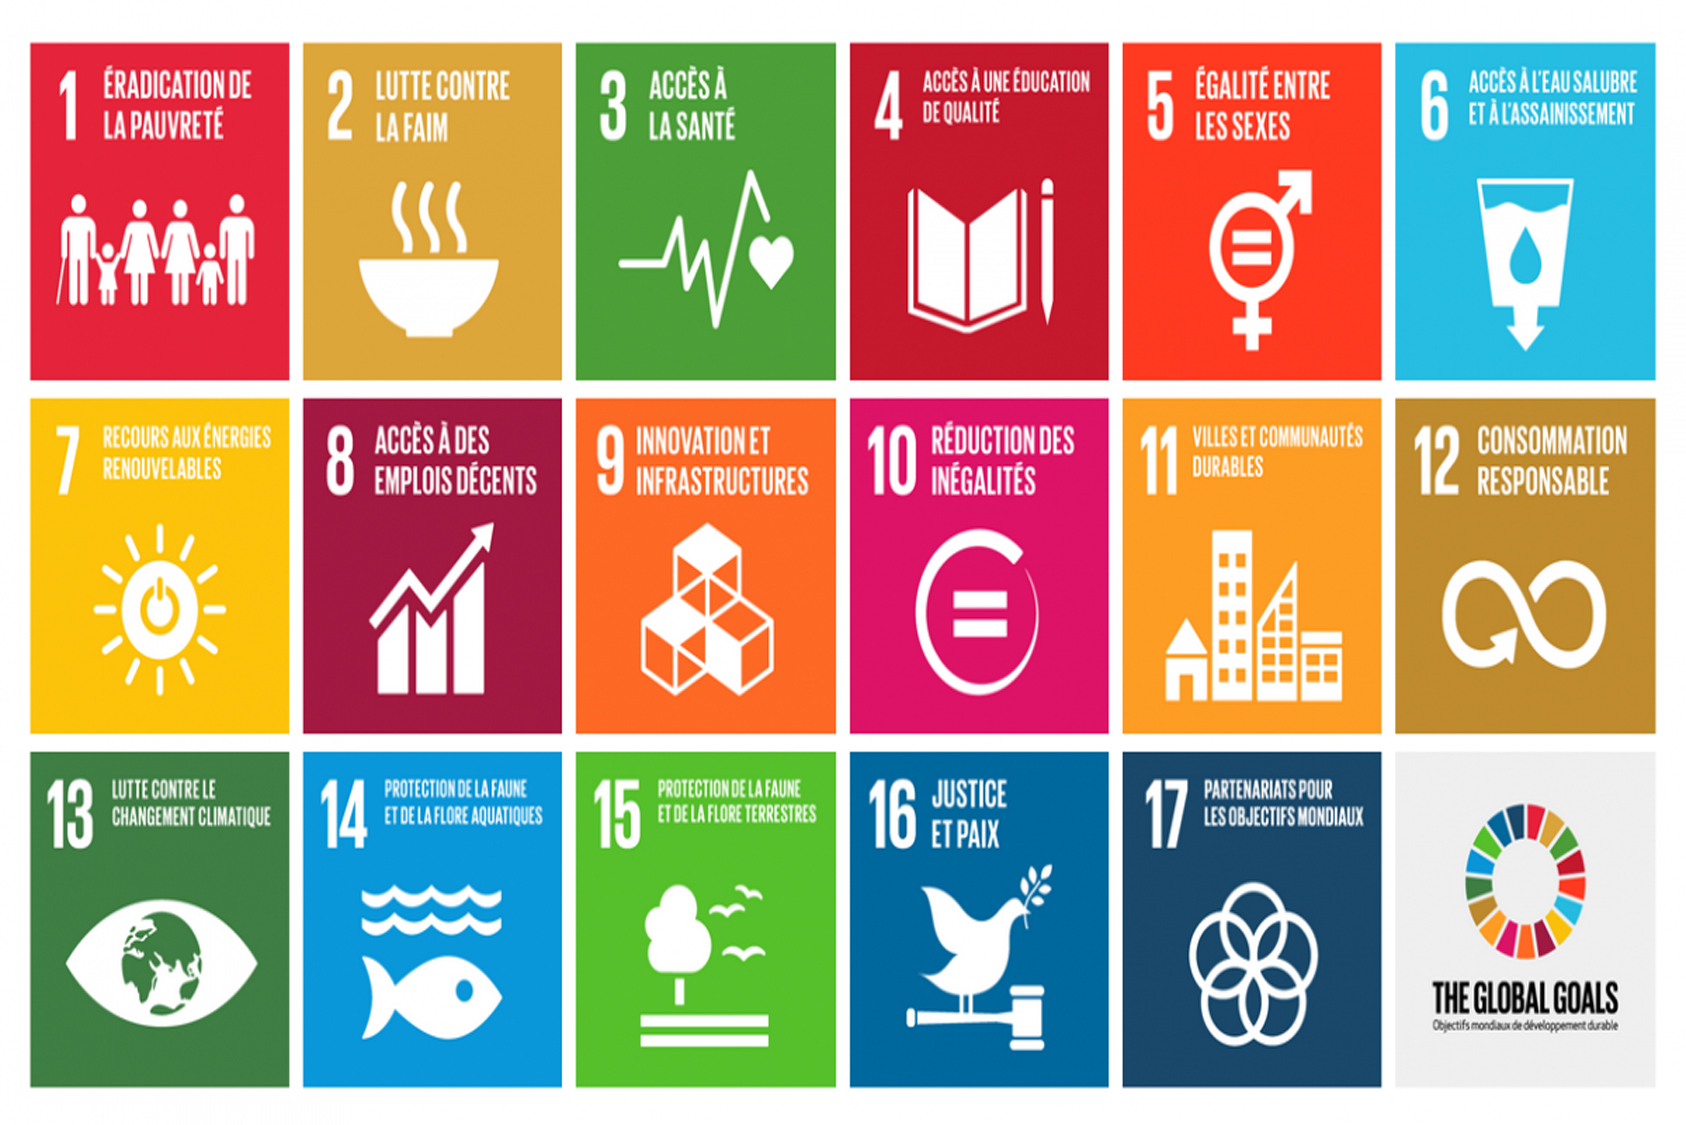 1 ÉRADICATION DE
LA PAUVRETÉ
2 LUTTE CONTRE
LA FAIM
3 ACCÈS À
LA SANTÉ
4 ACCÈS À UNE ÉDUCATION
DE QUALITÉ
5 ÉGALITÉ ENTRE
LES SEXES
6 ACCÈS À L'EAU SALUBRE
ET À L'ASSAINISSEMENT
7 RECOURS AUX ÉNERGIES
RENOUVELABLES
8 ACCÈS À DES
EMPLOIS DÉCENTS
9 INNOVATION ET
INFRASTRUCTURES
10 RÉDUCTION DES
INÉGALITÉS
11 VILLES ET COMMUNAUTÉS
DURABLES
12 CONSOMMATION
RESPONSABLE
13 LUTTE CONTRE LE
CHANGEMENT CLIMATIQUE
14 PROTECTION DE LA FAUNE
ET DE LA FLORE AQUATIQUES
15 PROTECTION DE LA FAUNE
ET DE LA FLORE TERRESTRES
16 JUSTICE
ET PAIX
17 PARTENARIATS POUR
LES OBJECTIFS MONDIAUX
THE GLOBAL GOALS
Objectifs mondiaux de développement durable